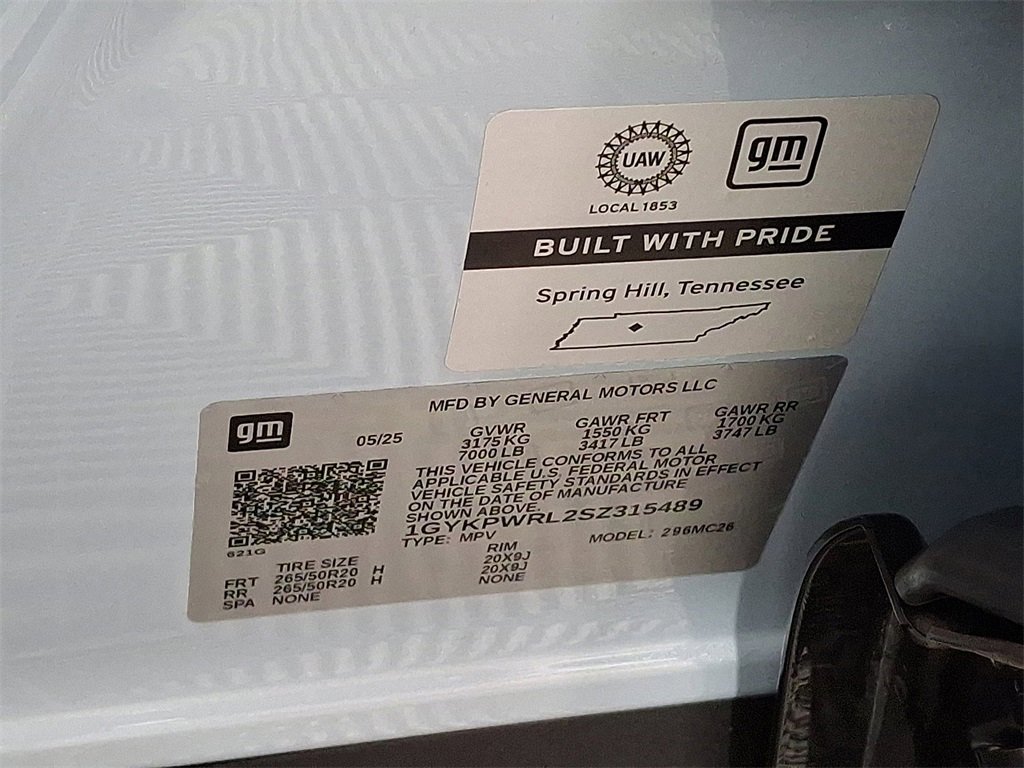 UAW
gm
LOCAL 1853
BUILT WITH PRIDE
Spring Hill, Tennessee
gm
MFD BY GENERAL MOTORS LLC
05/25
GVWR
3175 KG
7000 LB
GAWR FRT
1550 KG
3417 LB
GAWR RR
1700 KG
3747 LB
THIS VEHICLE CONFORMS TO ALL
APPLICABLE U.S. FEDERAL MOTOR
VEHICLE SAFETY STANDARDS IN EFFECT
ON THE DATE OF MANUFACTURE
SHOWN ABOVE.
1GYKPWRL2SZ315489
TYPE: MPV
MODEL: 296MC26
621G
TIRE SIZE
RIM
FRT 265/50R20 H 20X9J
RR 265/50R20 H 20X9J
SPA NONE NONE